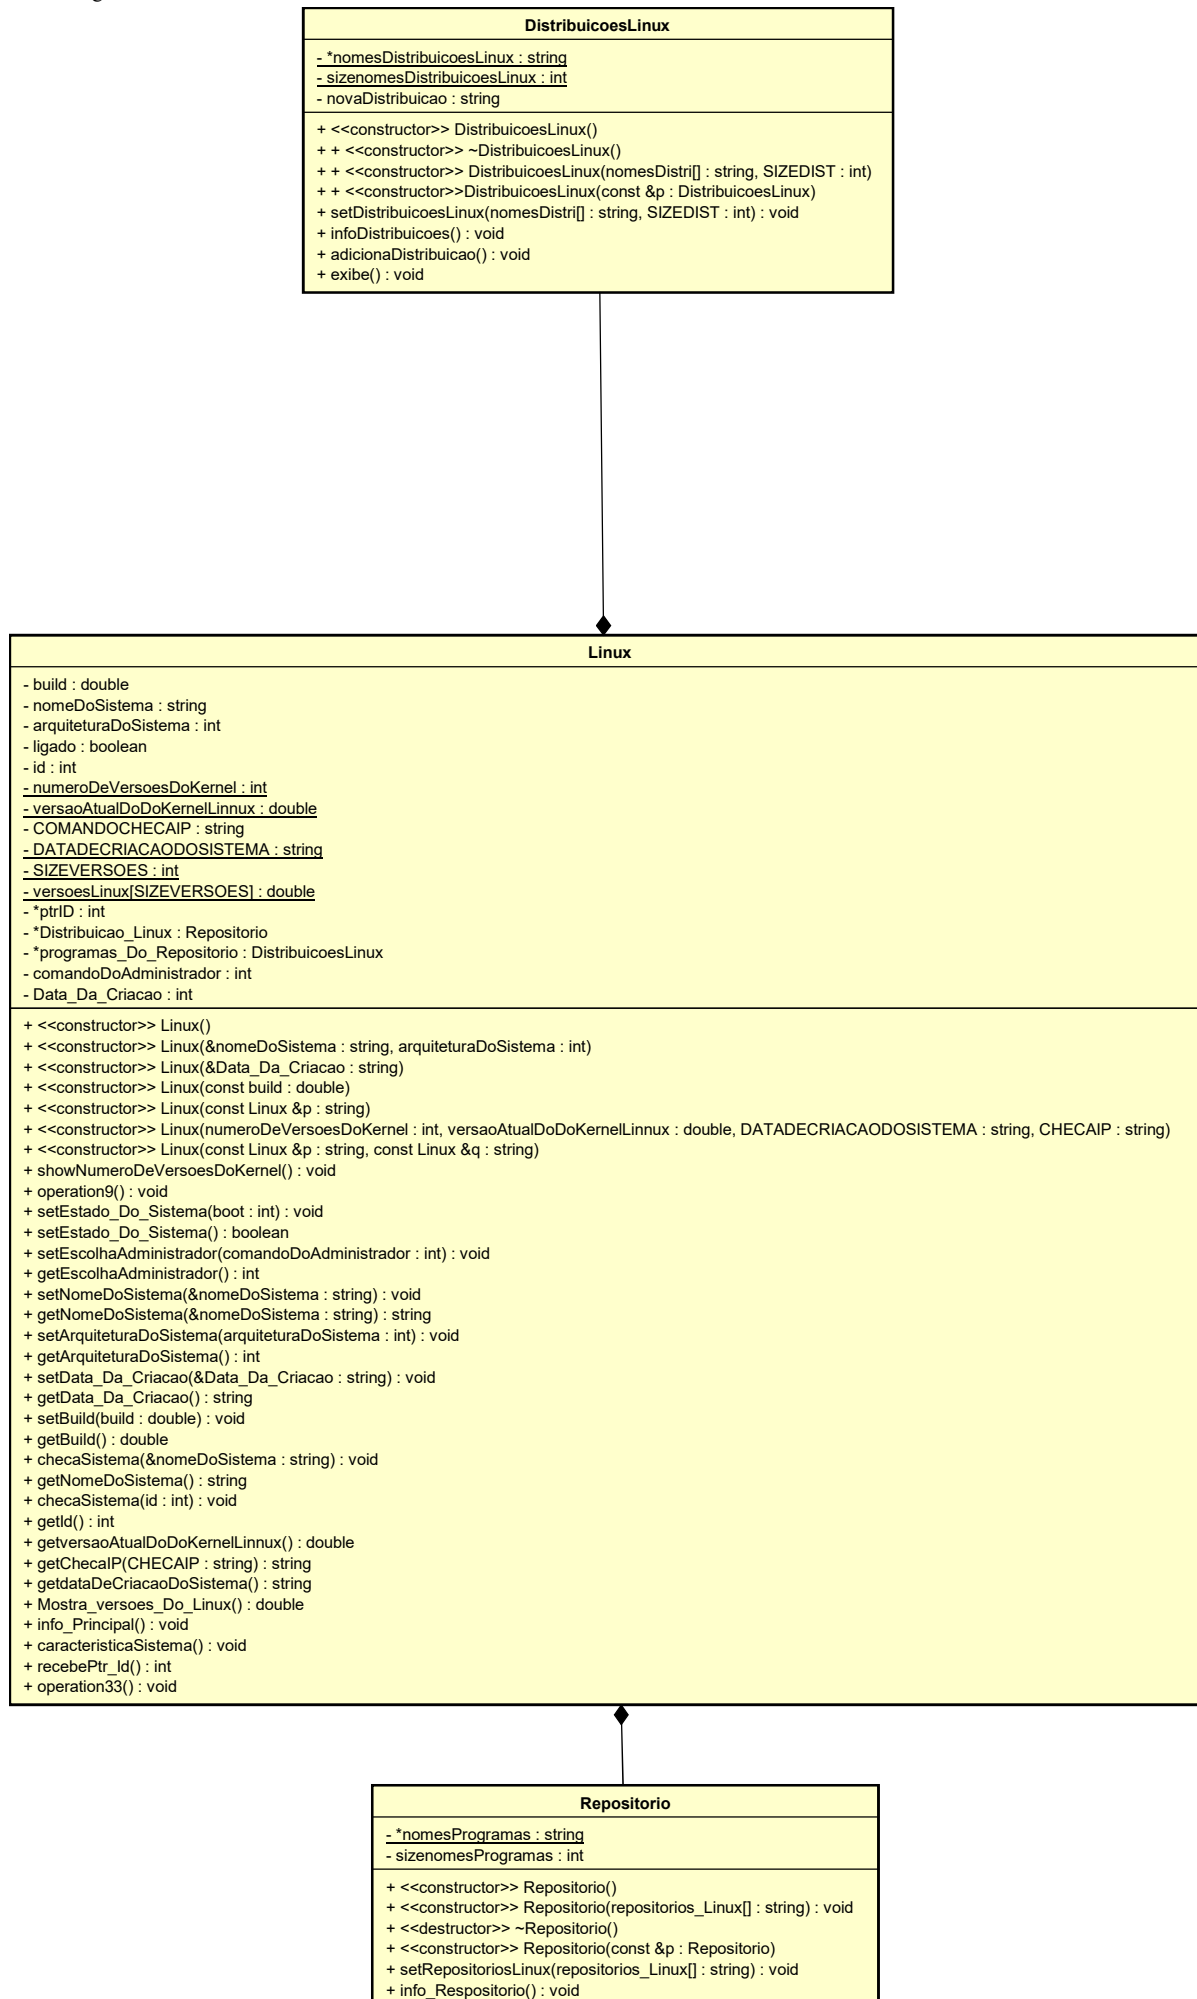 DistribuicoesLinux
- *nomesDistribuicoesLinux : string
- sizenomesDistribuicoesLinux : int
- novaDistribuicao : string
+ <<constructor>> DistribuicoesLinux()
+ + <<constructor>> ~DistribuicoesLinux()
+ + <<constructor>> DistribuicoesLinux(nomesDistri[] : string, SIZEDIST : int)
+ + <<constructor>>DistribuicoesLinux(const &p : DistribuicoesLinux)
+ setDistribuicoesLinux(nomesDistri[] : string, SIZEDIST : int) : void
+ infoDistribuicoes() : void
+ adicionaDistribuicao() : void
+ exibe() : void
Linux
- build : double
- nomeDoSistema : string
- arquiteturaDoSistema : int
- ligado : boolean
- id : int
- numeroDeVersoesDoKernel : int
- versaoAtualDoDoKernelLinnux : double
- COMANDOCHECAIP : string
- DATADECRIACAODOSISTEMA : string
- SIZEVERSOES : int
- versoesLinux[SIZEVERSOES] : double
- *ptrID : int
- *Distribuicao_Linux : Repositorio
- *programas_Do_Repositorio : DistribuicoesLinux
- comandoDoAdministrador : int
- Data_Da_Criacao : int
+ <<constructor>> Linux()
+ <<constructor>> Linux(&nomeDoSistema : string, arquiteturaDoSistema : int)
+ <<constructor>> Linux(&Data_Da_Criacao : string)
+ <<constructor>> Linux(const build : double)
+ <<constructor>> Linux(const Linux &p : string)
+ <<constructor>> Linux(numeroDeVersoesDoKernel : int, versaoAtualDoDoKernelLinnux : double, DATADECRIACAODOSISTEMA : string, CHECAIP : string)
+ <<constructor>> Linux(const Linux &p : string, const Linux &q : string)
+ showNumeroDeVersoesDoKernel() : void
+ operation9() : void
+ setEstado_Do_Sistema(boot : int) : void
+ setEstado_Do_Sistema() : boolean
+ setEscolhaAdministrador(comandoDoAdministrador : int) : void
+ getEscolhaAdministrador() : int
+ setNomeDoSistema(&nomeDoSistema : string) : void
+ getNomeDoSistema(&nomeDoSistema : string) : string
+ setArquiteturaDoSistema(arquiteturaDoSistema : int) : void
+ getArquiteturaDoSistema() : int
+ setData_Da_Criacao(&Data_Da_Criacao : string) : void
+ getData_Da_Criacao() : string
+ setBuild(build : double) : void
+ getBuild() : double
+ checaSistema(&nomeDoSistema : string) : void
+ getNomeDoSistema() : string
+ checaSistema(id : int) : void
+ getId() : int
+ getversaoAtualDoDoKernelLinnux() : double
+ getChecaIP(CHECAIP : string) : string
+ getdataDeCriacaoDoSistema() : string
+ Mostra_versoes_Do_Linux() : double
+ info_Principal() : void
+ caracteristicaSistema() : void
+ recebePtr_Id() : int
+ operation33() : void
Repositorio
- *nomesProgramas : string
- sizenomesProgramas : int
+ <<constructor>> Repositorio()
+ <<constructor>> Repositorio(repositorios_Linux[] : string) : void
+ <<destructor>> ~Repositorio()
+ <<constructor>> Repositorio(const &p : Repositorio)
+ setRepositoriosLinux(repositorios_Linux[] : string) : void
+ info_Respositorio() : void